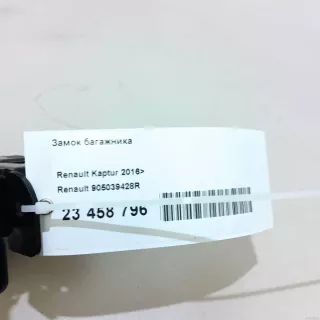 Замок багажника
Renault Kaptur 2016>
Renault 905039428R
23 458 796